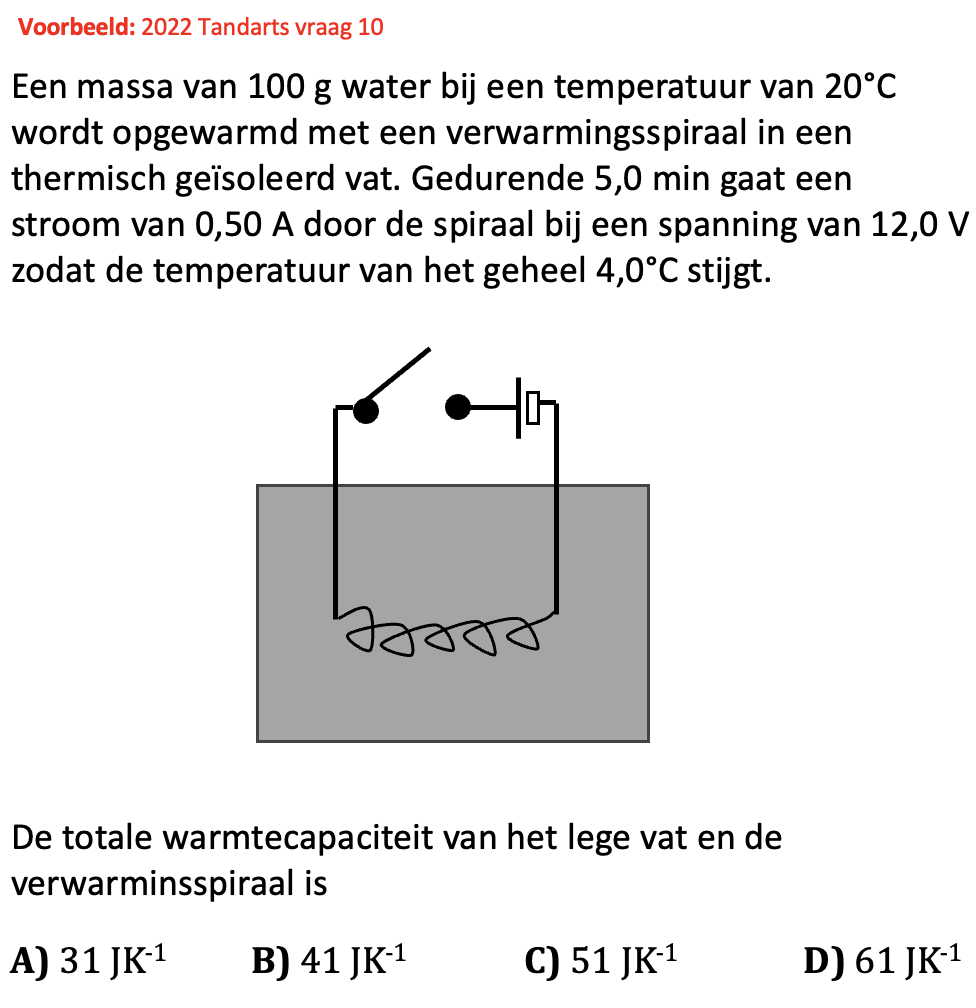 Voorbeeld: 2022 Tandarts vraag 10
Een massa van 100 g water bij een temperatuur van 20°C
wordt opgewarmd met een verwarmingsspiraal in een
thermisch geïsoleerd vat. Gedurende 5,0 min gaat een
stroom van 0,50 A door de spiraal bij een spanning van 12,0 V
zodat de temperatuur van het geheel 4,0°C stijgt.
De totale warmtecapaciteit van het lege vat en de
verwarminsspiraal is
A) 31 JK⁻¹ B) 41 JK⁻¹ C) 51 JK⁻¹ D) 61 JK⁻¹